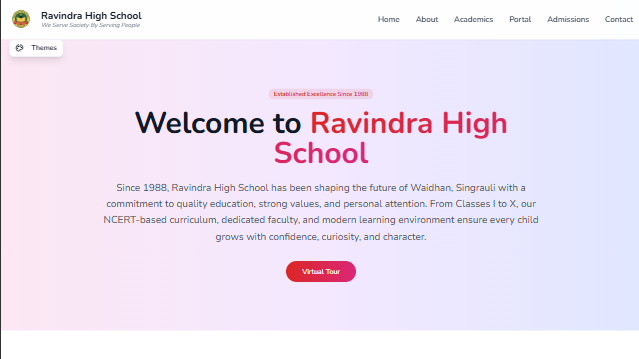 Ravindra High School
We Serve Society By Serving People
Home About Academics Portal Admissions Contact
Themes
Established Excellence Since 1988
Welcome to Ravindra High
School
Since 1988, Ravindra High School has been shaping the future of Waidhan, Singrauli with a
commitment to quality education, strong values, and personal attention. From Classes I to X, our
NCERT-based curriculum, dedicated faculty, and modern learning environment ensure every child
grows with confidence, curiosity, and character.
Virtual Tour